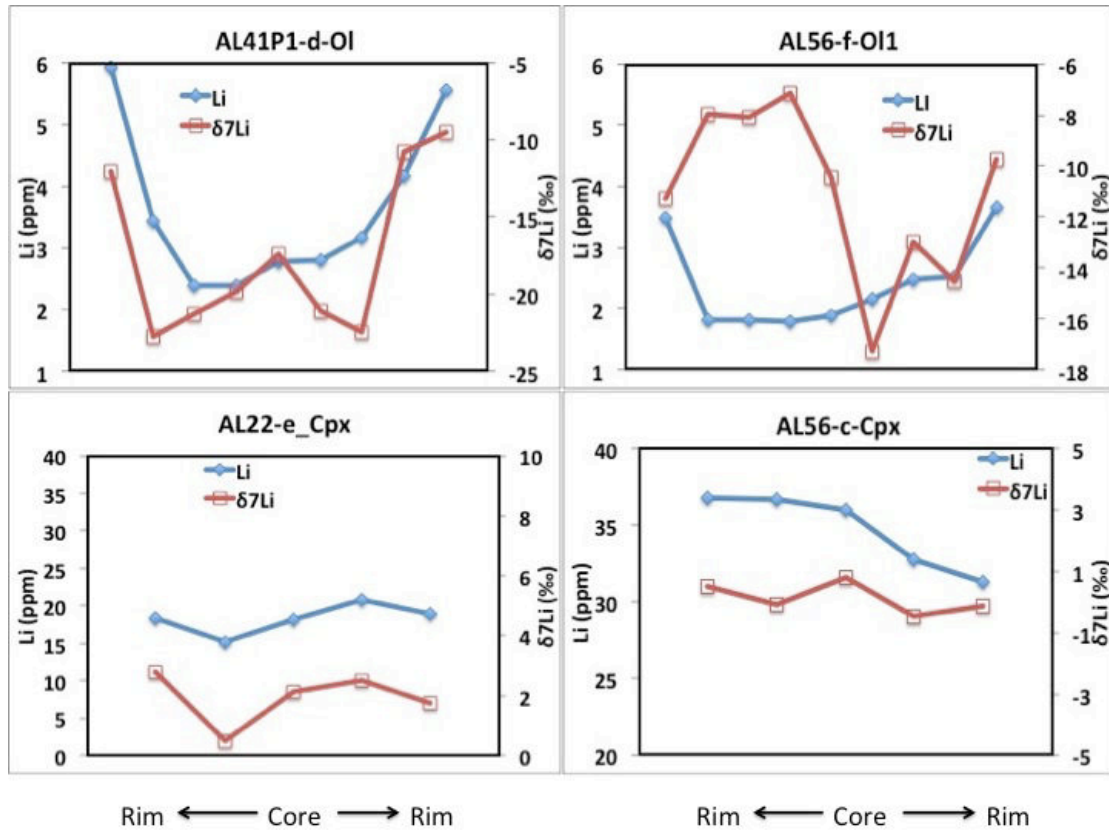 AL41P1-d-Ol
6
5
4
3
2
1
Li (ppm)
Li
δ7Li
-5
-10
-15
-20
-25
δ7Li (‰)
AL56-f-Ol1
6
5
4
3
2
1
Li (ppm)
LI
δ7Li
-6
-8
-10
-12
-14
-16
-18
δ7Li (‰)
AL22-e_Cpx
40
35
30
25
20
15
10
5
0
Li (ppm)
Li
δ7Li
10
8
6
4
2
0
δ7Li (‰)
AL56-c-Cpx
40
35
30
25
20
Li (ppm)
Li
δ7Li
5
3
1
-1
-3
-5
δ7Li (‰)
Rim Core Rim
Rim Core Rim